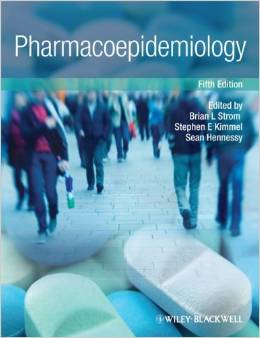 Pharmacoepidemiology
Fifth Edition
Edited by
Brian L Strom
Stephen E Kimmel
Sean Hennessy
WILEY-BLACKWELL